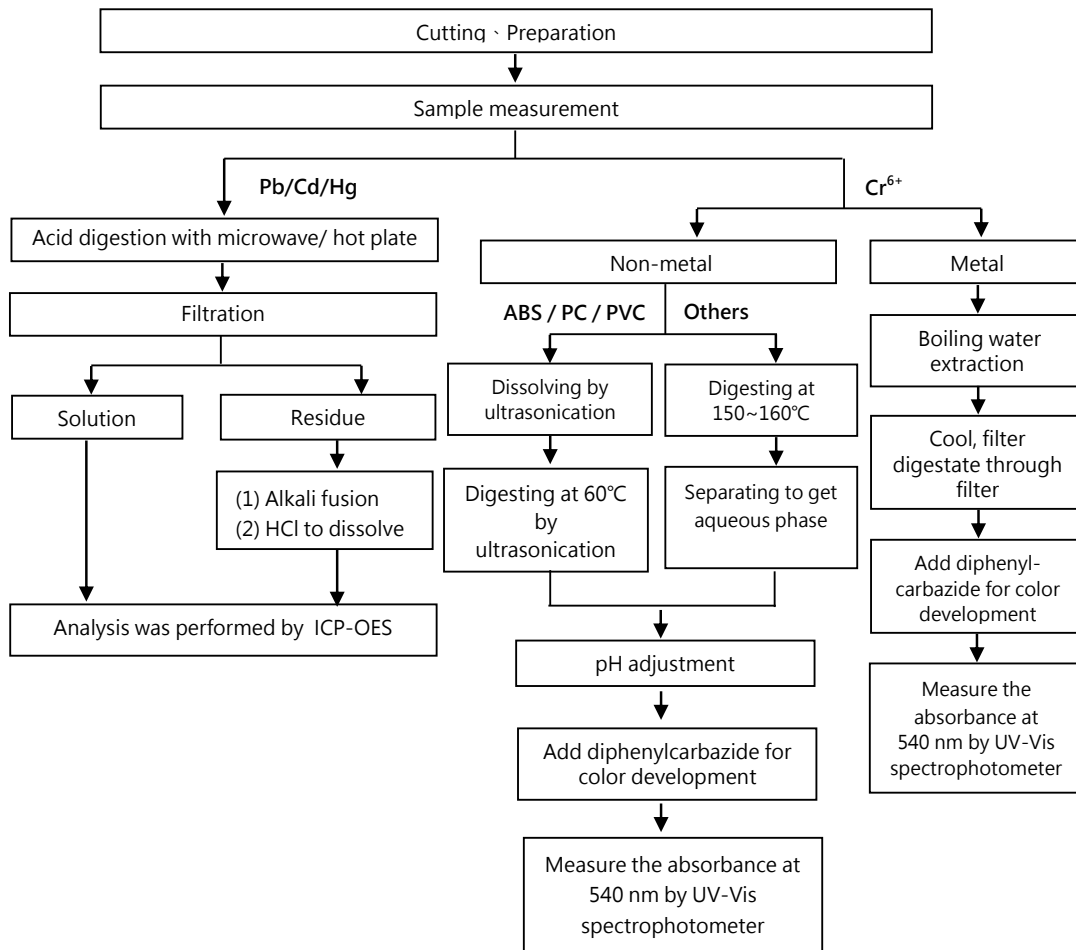 Cutting、Preparation
Sample measurement
Pb/Cd/Hg
Acid digestion with microwave/ hot plate
Filtration
Solution
Residue
(1) Alkali fusion
(2) HCl to dissolve
Analysis was performed by ICP-OES
Cr⁶⁺
Non-metal
ABS / PC / PVC
Others
Dissolving by
ultrasonication
Digesting at 60℃
by
ultrasonication
Digesting at
150~160℃
Separating to get
aqueous phase
pH adjustment
Add diphenylcarbazide for
color development
Measure the absorbance at
540 nm by UV-Vis
spectrophotometer
Metal
Boiling water
extraction
Cool, filter
digestate through
filter
Add diphenyl-
carbazide for color
development
Measure the
absorbance at
540 nm by UV-Vis
spectrophotometer